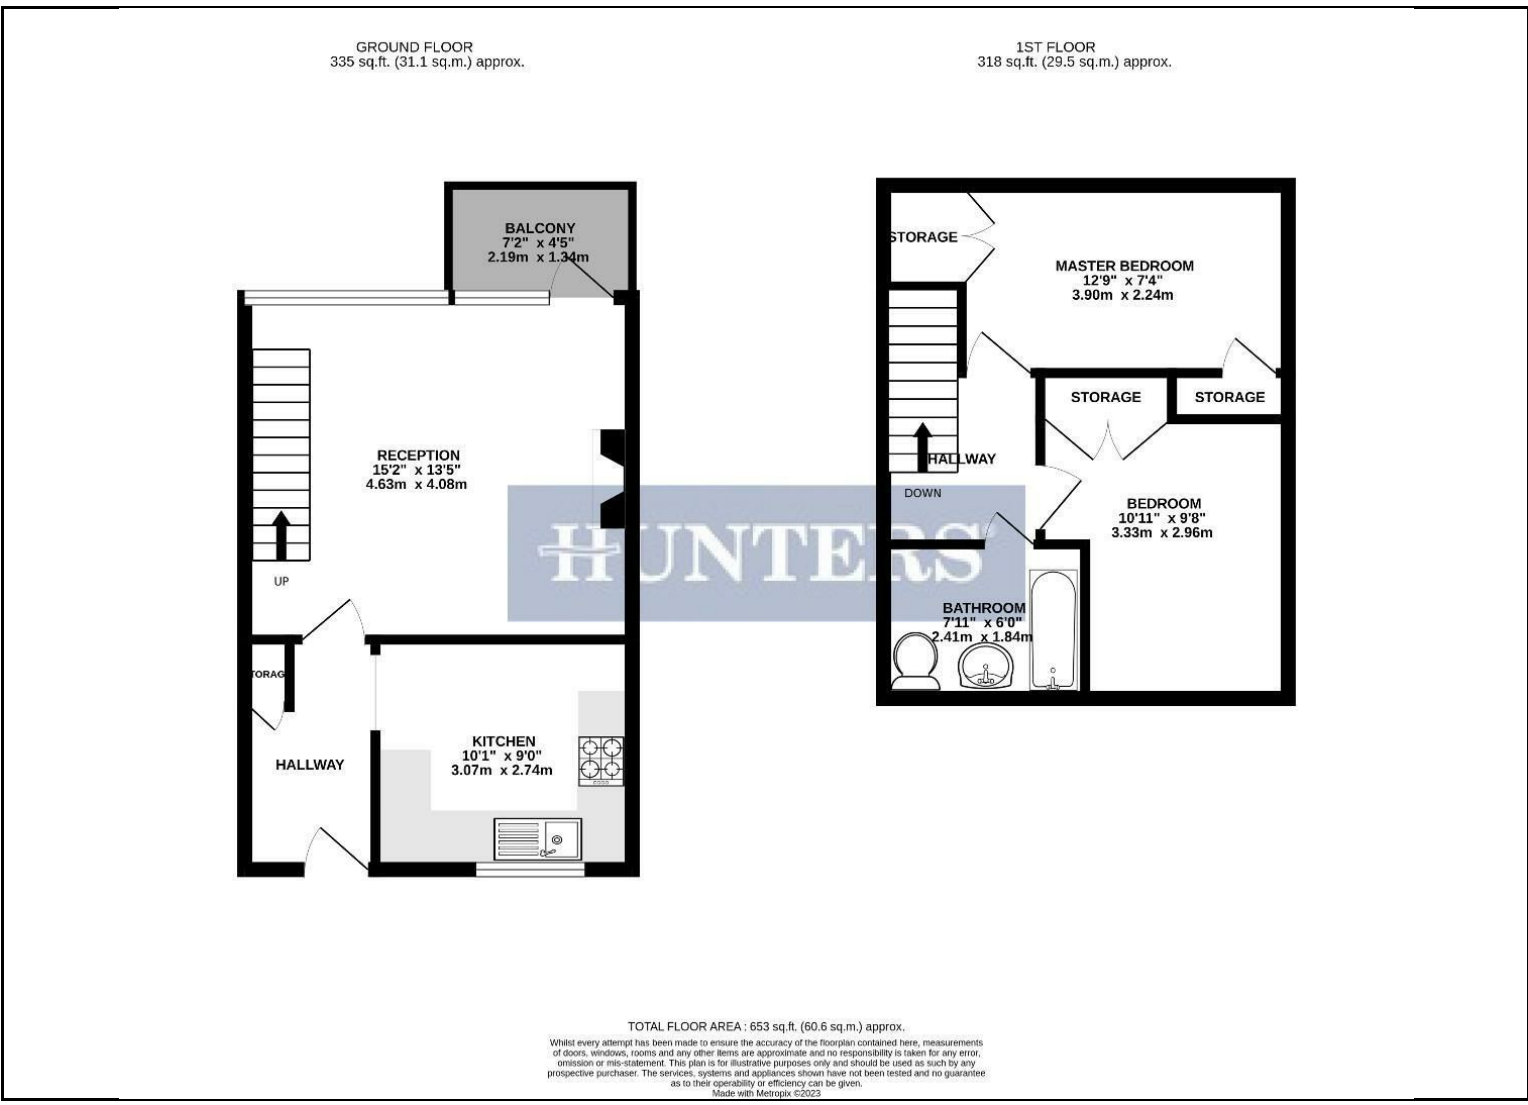 GROUND FLOOR
335 sq.ft. (31.1 sq.m.) approx.
1ST FLOOR
318 sq.ft. (29.5 sq.m.) approx.
BALCONY
7'2" x 4'5"
2.19m x 1.34m
RECEPTION
15'2" x 13'5"
4.63m x 4.08m
UP
TORAG
HALLWAY
KITCHEN
10'1" x 9'0"
3.07m x 2.74m
STORAGE
MASTER BEDROOM
12'9" x 7'4"
3.90m x 2.24m
STORAGE
STORAGE
HALLWAY
DOWN
BEDROOM
10'11" x 9'8"
3.33m x 2.96m
BATHROOM
7'11" x 6'0"
2.41m x 1.84m
HUNTERS
TOTAL FLOOR AREA : 653 sq.ft. (60.6 sq.m.) approx.
Whilst every attempt has been made to ensure the accuracy of the floorplan contained here, measurements
of doors, windows, rooms and any other items are approximate and no responsibility is taken for any error,
omission or mis-statement. This plan is for illustrative purposes only and should be used as such by any
prospective purchaser. The services, systems and appliances shown have not been tested and no guarantee
as to their operability or efficiency can be given.
Made with Metropix ©2023